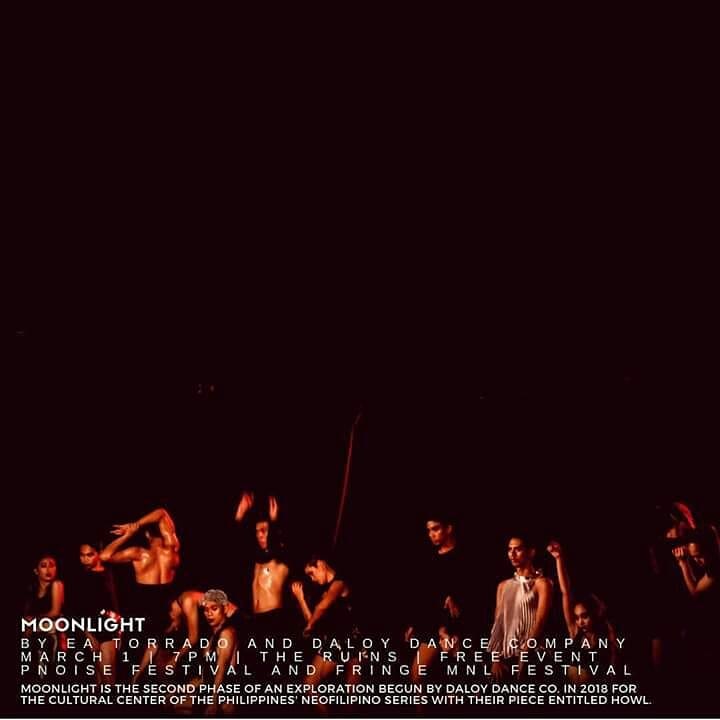 MOONLIGHT
BY EA TORRADO AND DALOY DANCE COMPANY
MARCH 1 | 7PM | THE RUINS | FREE EVENT
PNOISE FESTIVAL AND FRINGE MNL FESTIVAL
MOONLIGHT IS THE SECOND PHASE OF AN EXPLORATION BEGUN BY DALOY DANCE CO. IN 2018 FOR
THE CULTURAL CENTER OF THE PHILIPPINES' NEOFILIPINO SERIES WITH THEIR PIECE ENTITLED HOWL.